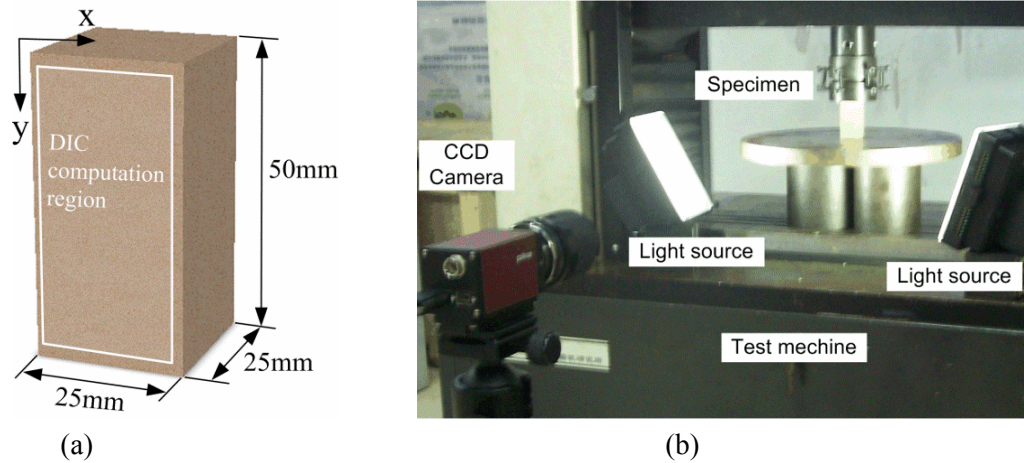 x
y
DIC
computation
region
50mm
25mm
25mm
(a)
Specimen
CCD
Camera
Light source
Light source
Test mechine
(b)